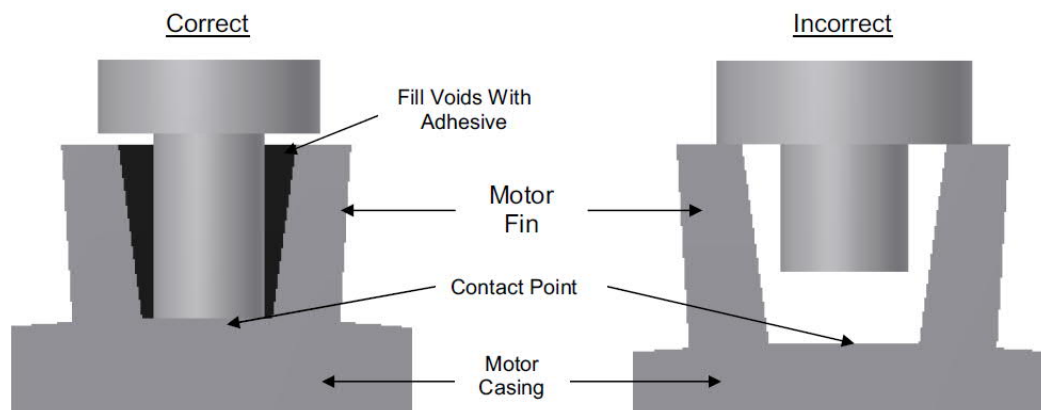 Correct
Incorrect
Fill Voids With
Adhesive
Motor
Fin
Contact Point
Motor
Casing